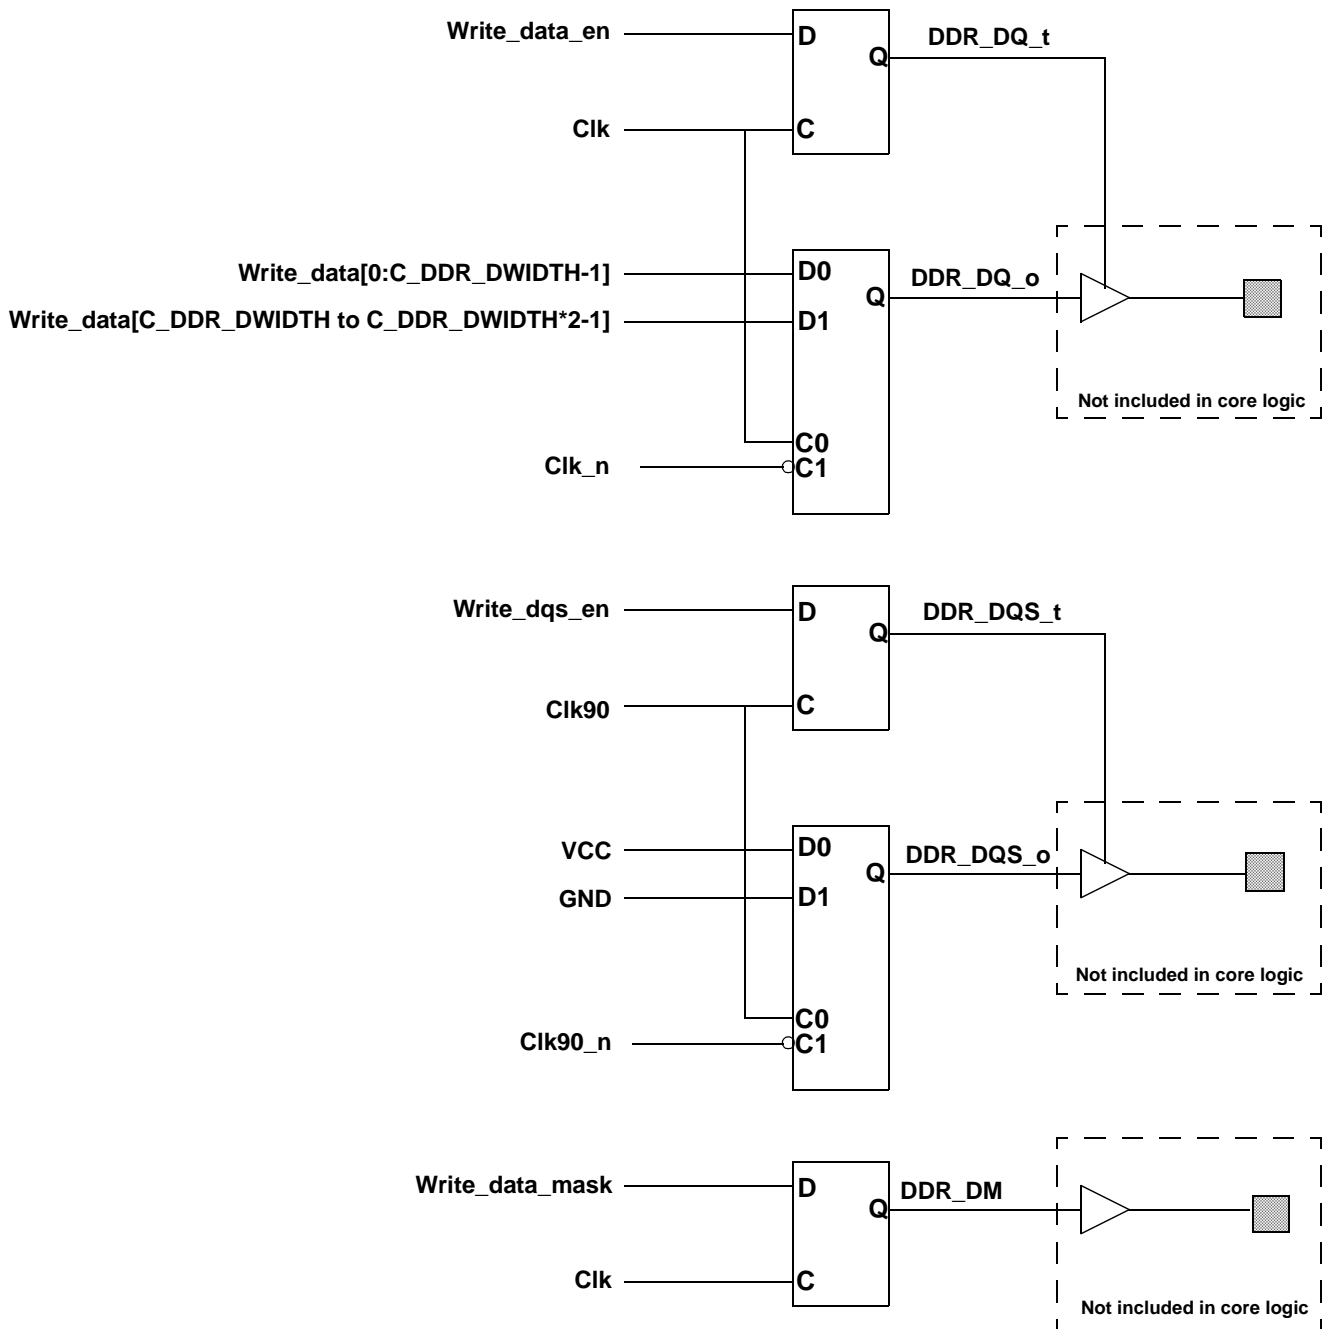 Write_data_en D Q DDR_DQ_t
Clk C
Write_data[0:C_DDR_DWIDTH-1] D0 Q DDR_DQ_o
Write_data[C_DDR_DWIDTH to C_DDR_DWIDTH*2-1] D1
Not included in core logic
C0
Clk_n C1
Write_dqs_en D Q DDR_DQS_t
Clk90 C
VCC D0 Q DDR_DQS_o
GND D1
Not included in core logic
C0
Clk90_n C1
Write_data_mask D Q DDR_DM
Clk C
Not included in core logic